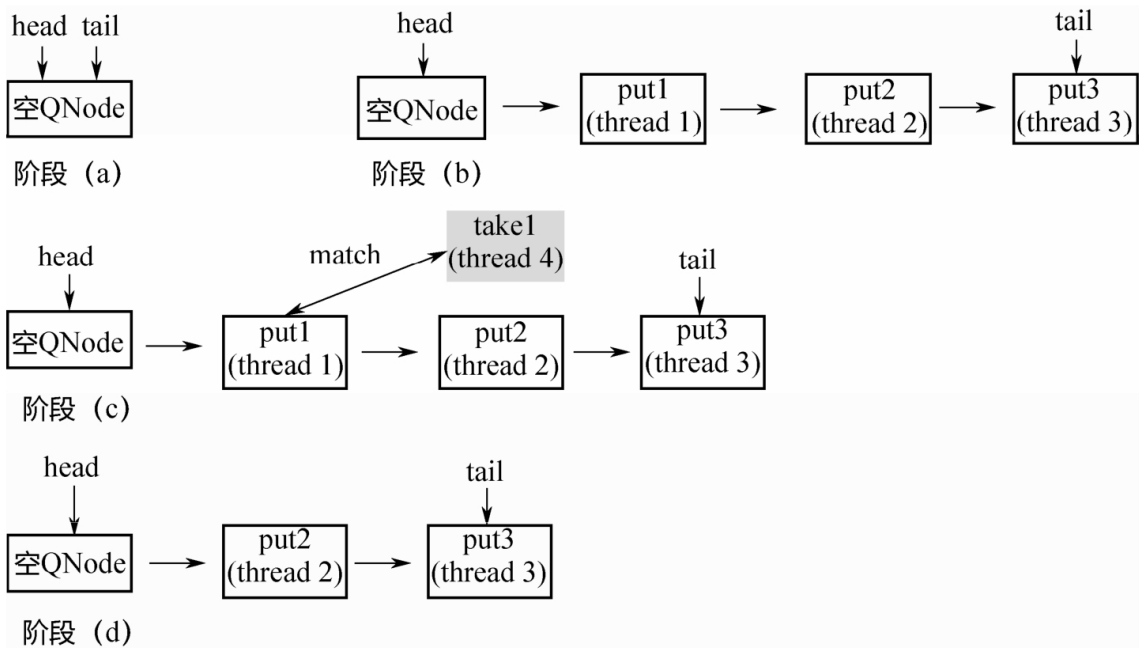 head tail
空QNode
阶段（a）
head
空QNode
put1
(thread 1)
put2
(thread 2)
tail
put3
(thread 3)
阶段（b）
take1
(thread 4)
match
head
空QNode
put1
(thread 1)
put2
(thread 2)
tail
put3
(thread 3)
阶段（c）
head
空QNode
put2
(thread 2)
tail
put3
(thread 3)
阶段（d）